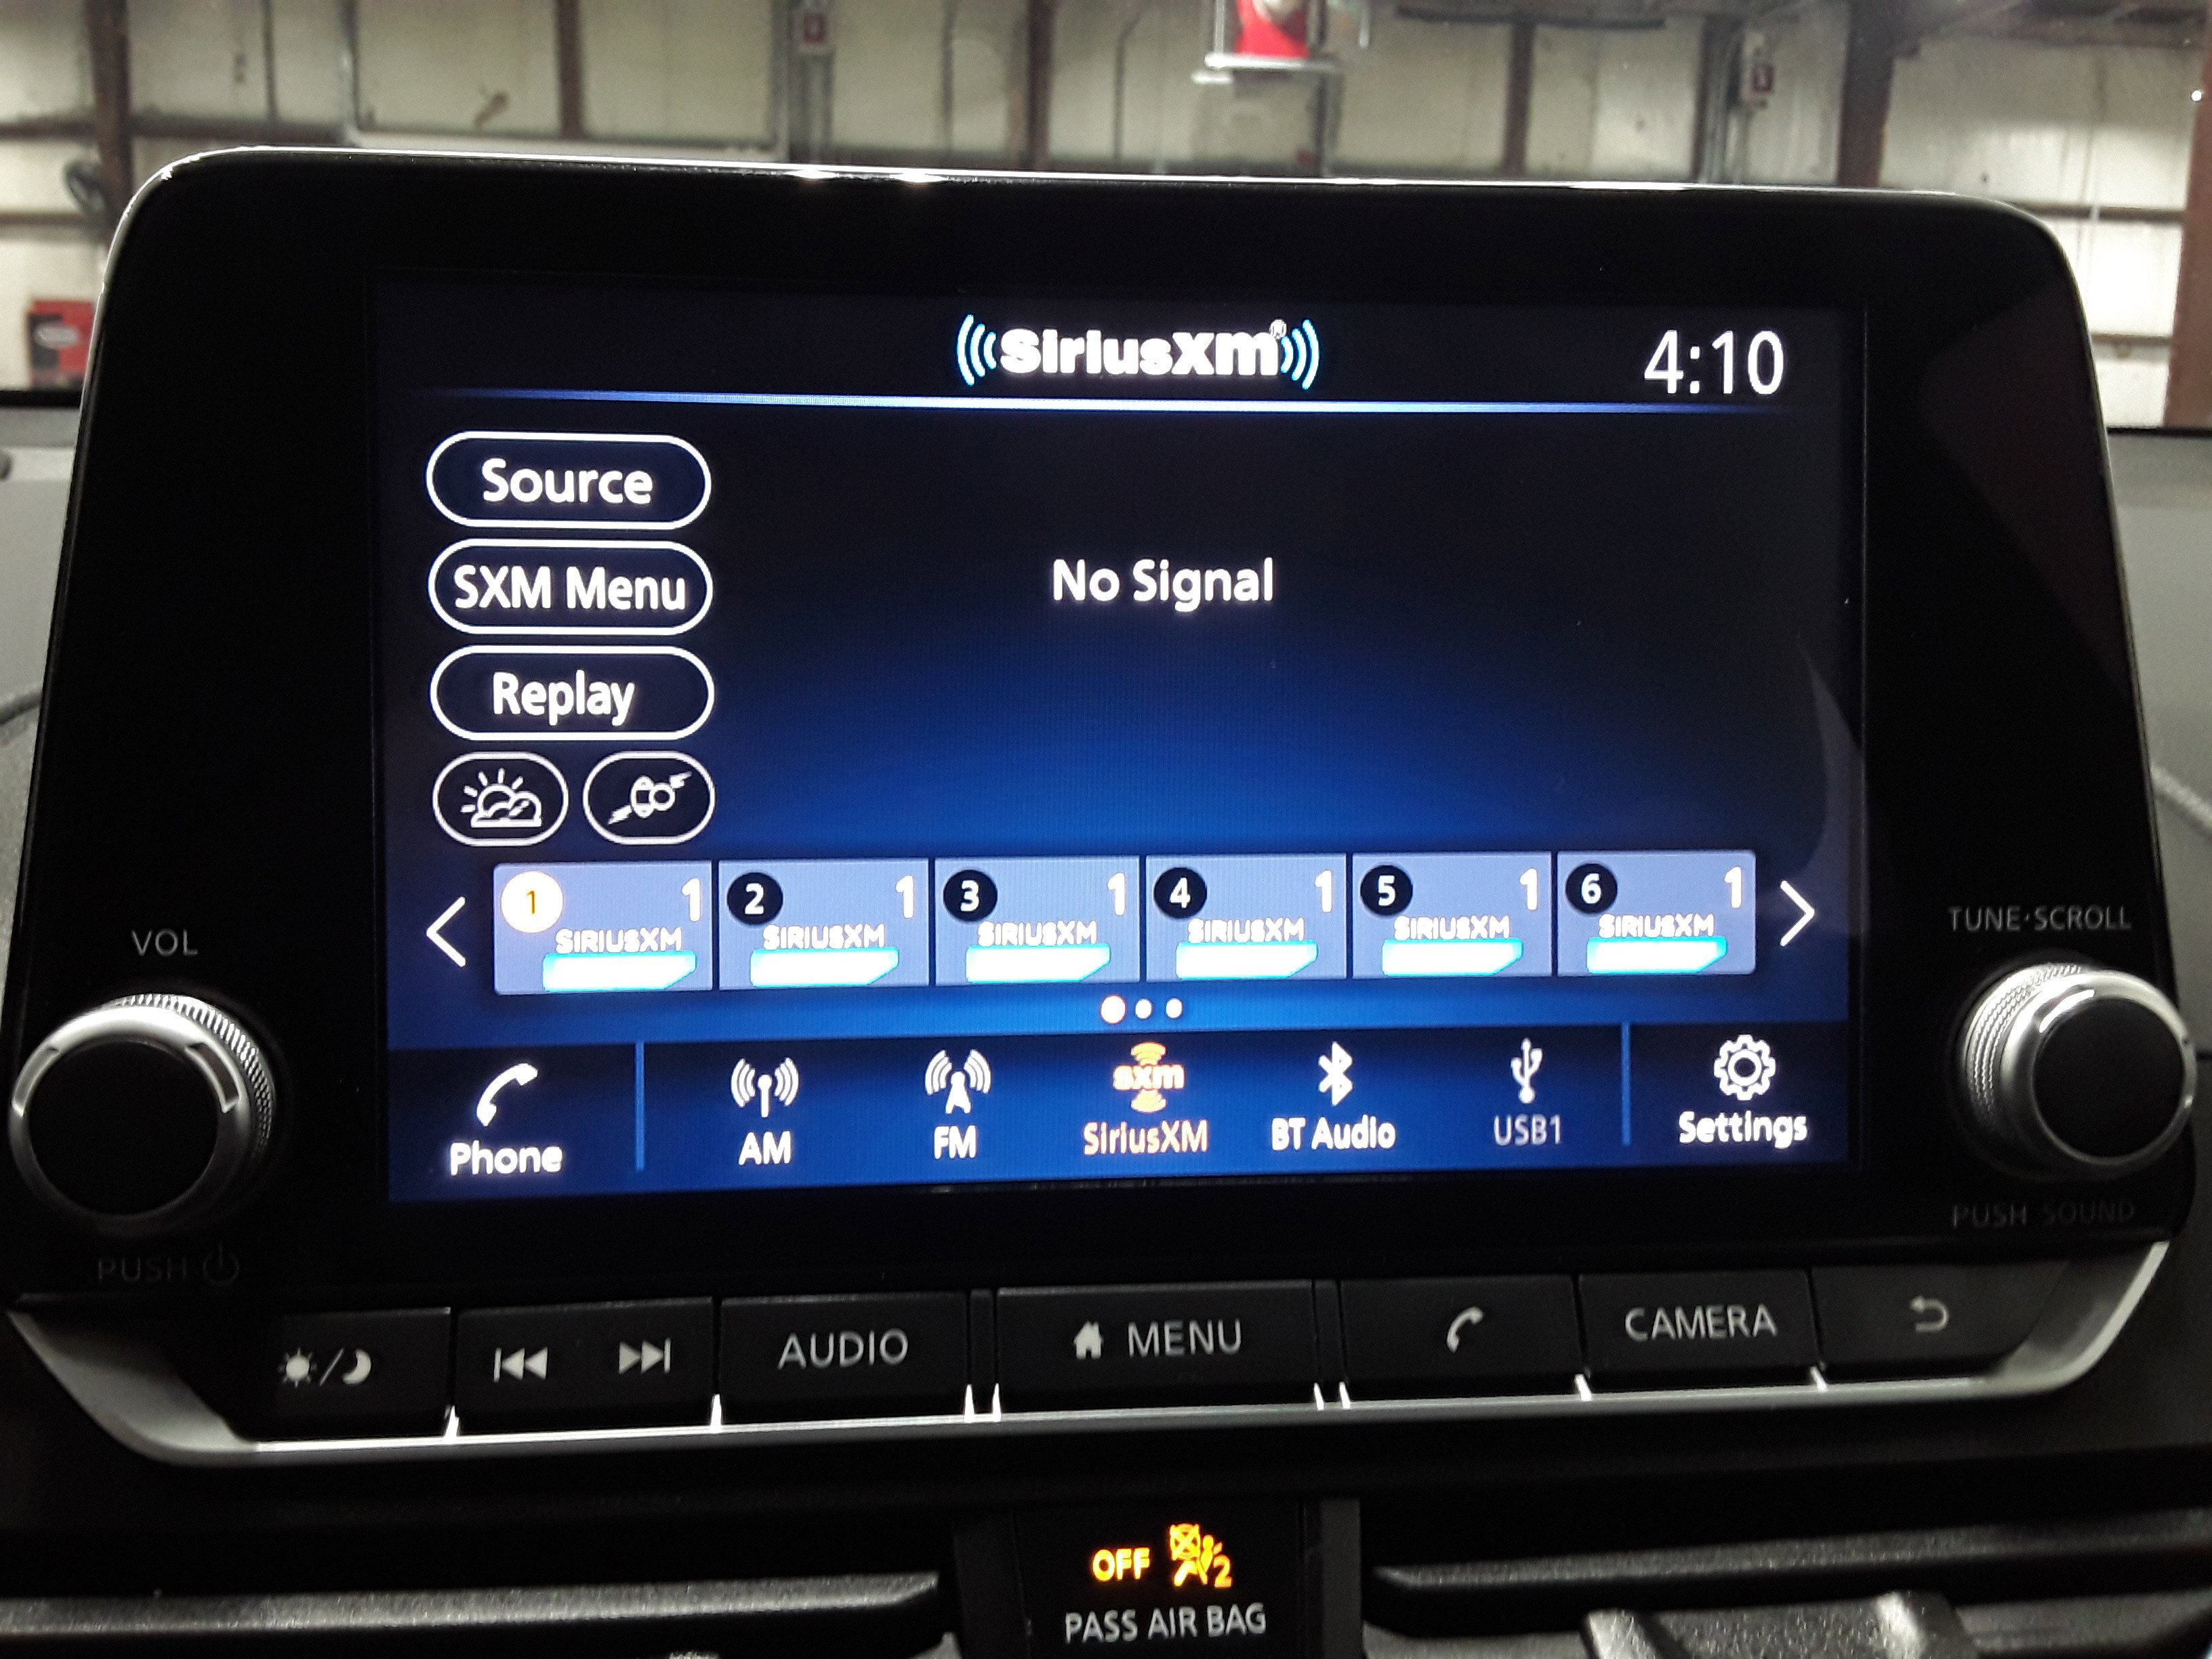 SiriusXM®
4:10
Source
SXM Menu
No Signal
Replay
1 1 2 1 3 1 4 1 5 1 6 1
SIRIUSXM SIRIUSXM SIRIUSXM SIRIUSXM SIRIUSXM SIRIUSXM
VOL
TUNE·SCROLL
sxm
Phone AM FM SiriusXM BT Audio USB1 Settings
PUSH
PUSH SOUND
AUDIO MENU CAMERA
OFF 2
PASS AIR BAG